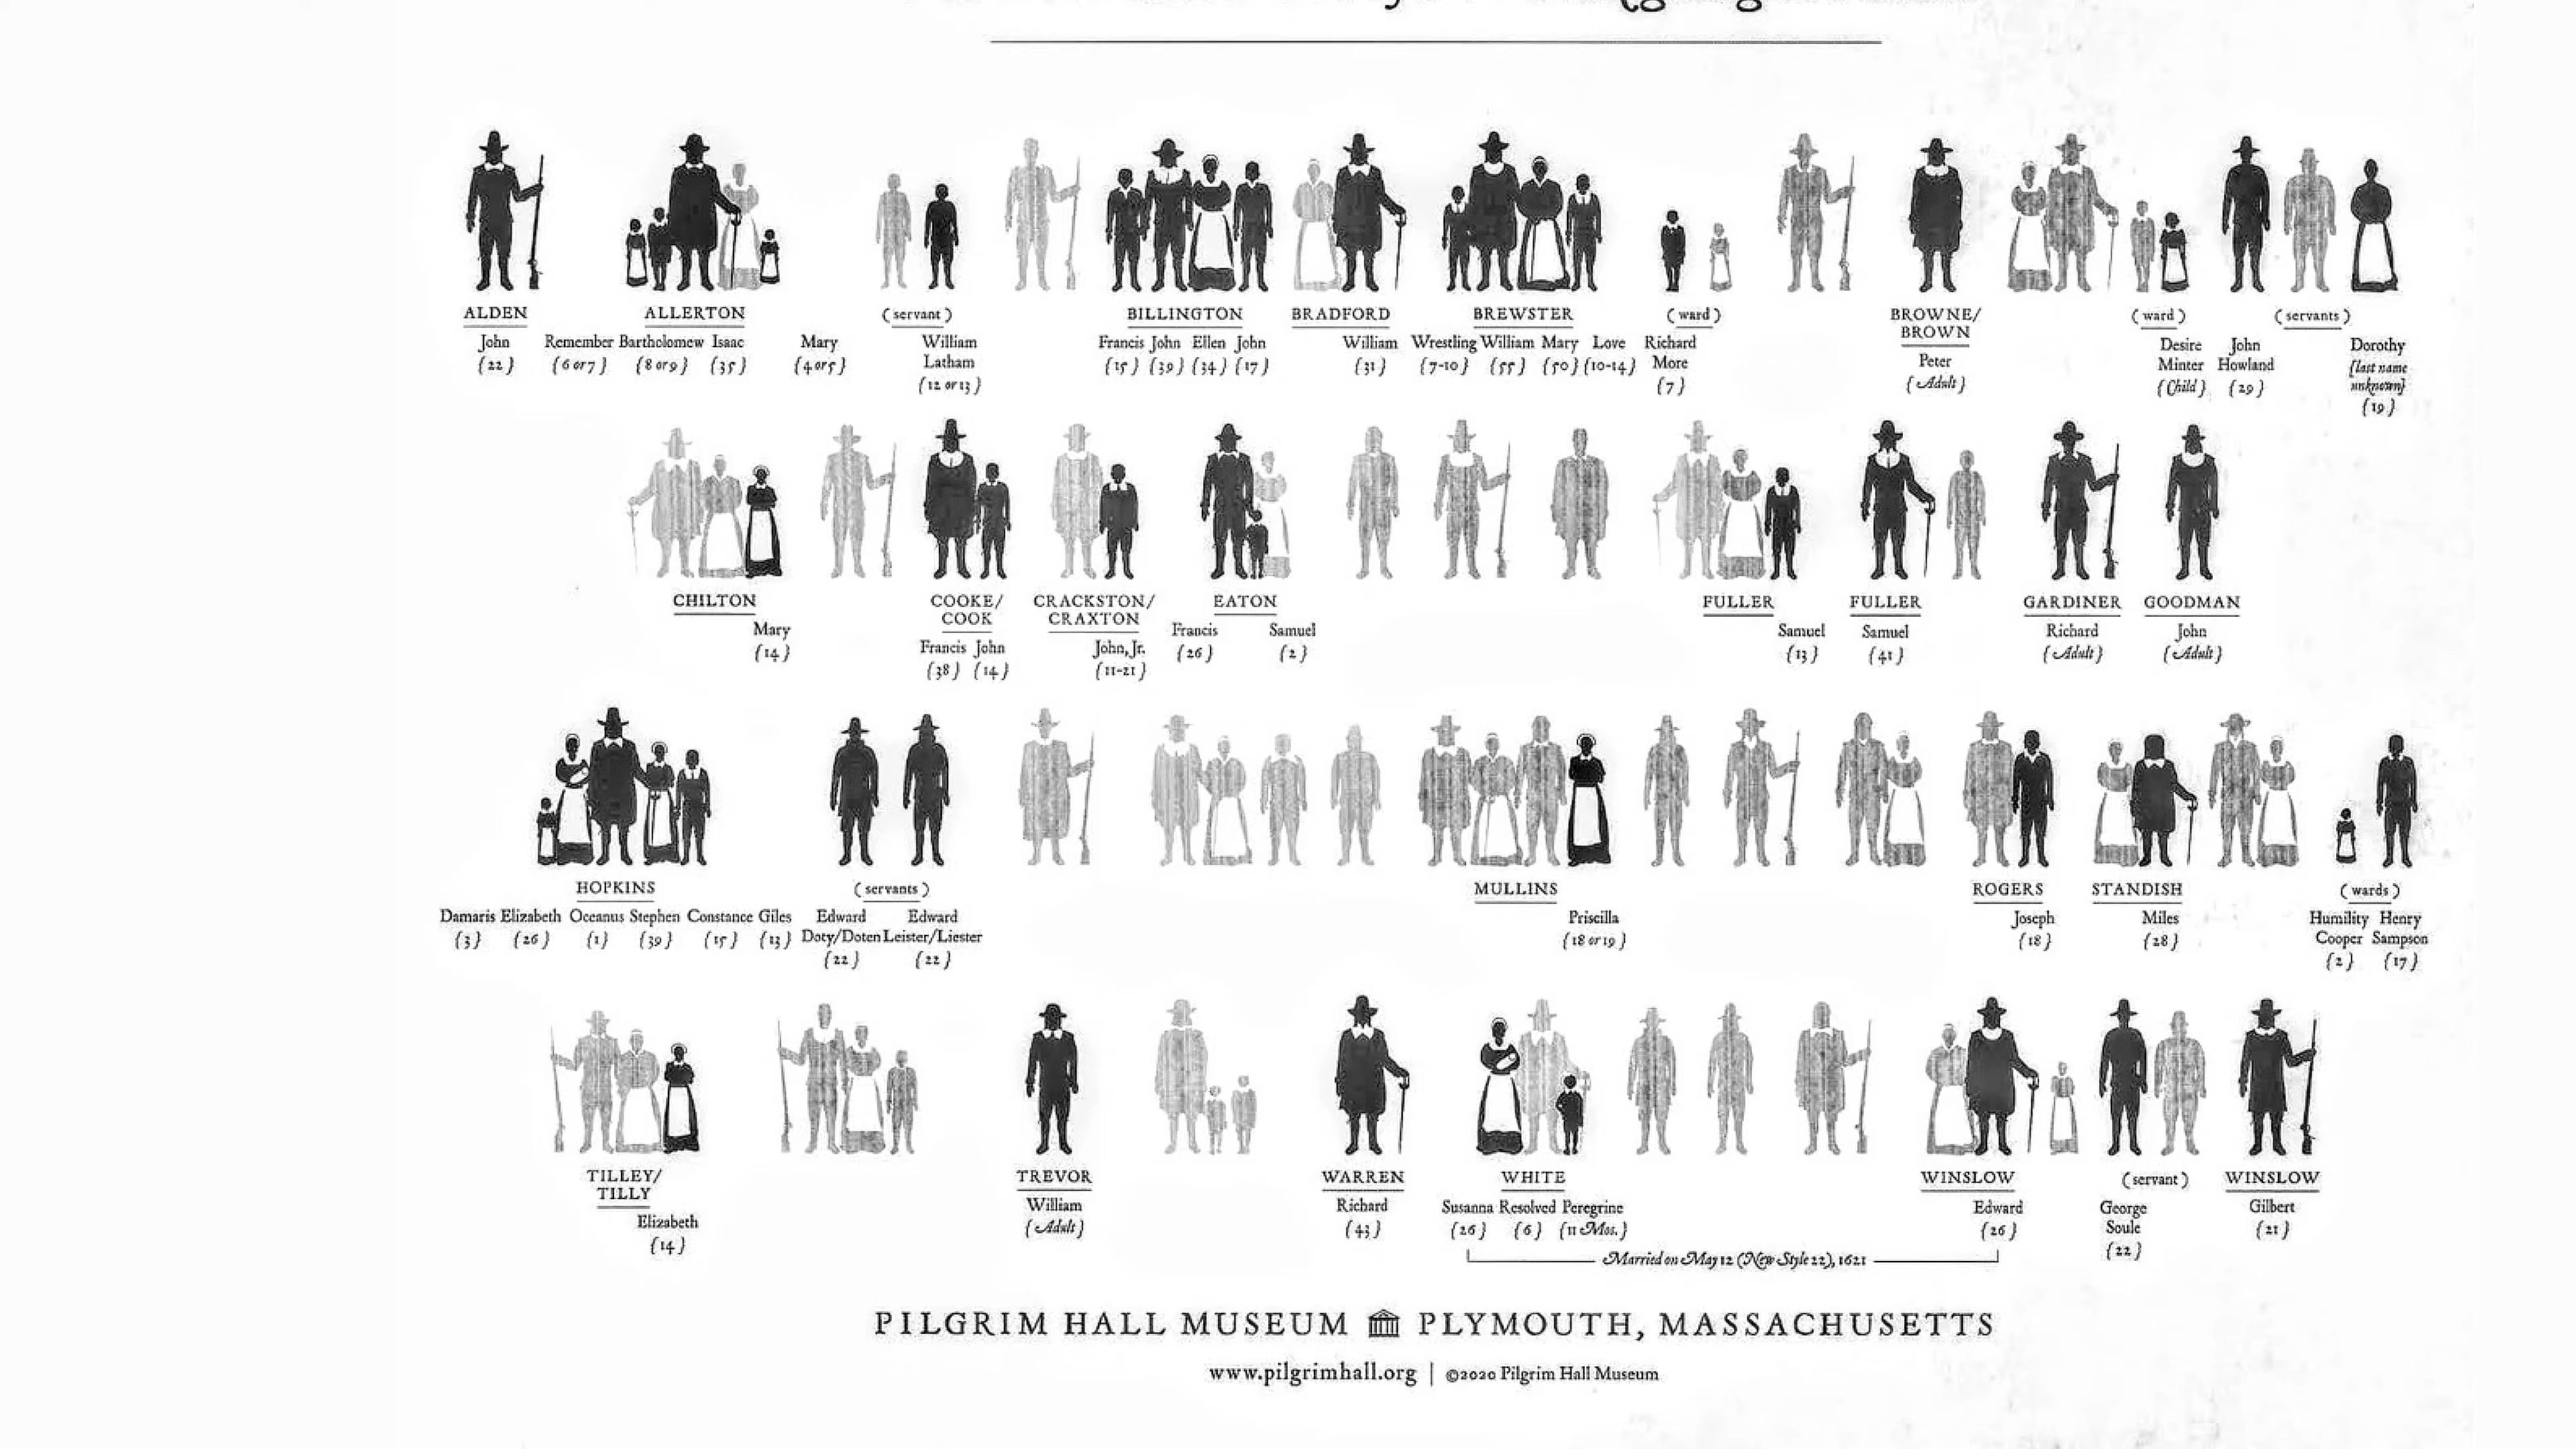 ALDEN
John
{22}
ALLERTON
Remember Bartholomew Isaac Mary
{6 or 7} {8 or 9} {35} {4 or 5}
(servant)
William
Latham
{12 or 13}
BILLINGTON
Francis John Ellen John
{15} {39} {34} {17}
BRADFORD
William
{31}
BREWSTER
Wrestling William Mary Love
{7-10} {55} {50} {10-14}
(ward)
Richard
More
{7}
BROWNE/
BROWN
Peter
{Adult}
(ward)
Desire
Minter
{Child}
John
Howland
{29}
(servants)
Dorothy
{last name
unknown}
{19}
CHILTON
Mary
{14}
COOKE/
COOK
Francis John
{38} {14}
CRACKSTON/
CRAXTON
John, Jr.
{11-21}
EATON
Francis Samuel
{26} {2}
FULLER
Samuel
{13}
FULLER
Samuel
{41}
GARDINER
Richard
{Adult}
GOODMAN
John
{Adult}
HOPKINS
Damaris Elizabeth Oceanus Stephen Constance Giles
{3} {26} {1} {39} {15} {13}
(servants)
Edward Edward
Doty/Doten Leister/Liester
{22} {22}
MULLINS
Priscilla
{18 or 19}
ROGERS
Joseph
{18}
STANDISH
Miles
{28}
(wards)
Humility Henry
Cooper Sampson
{2} {17}
TILLEY/
TILLY
Elizabeth
{14}
TREVOR
William
{Adult}
WARREN
Richard
{43}
WHITE
Susanna Resolved Peregrine
{26} {6} {11 Mos.}
WINSLOW
Edward
{26}
(servant)
George
Soule
{22}
WINSLOW
Gilbert
{21}
Married on May 12 (New Style 22), 1621
PILGRIM HALL MUSEUM PLYMOUTH, MASSACHUSETTS
www.pilgrimhall.org | ©2020 Pilgrim Hall Museum